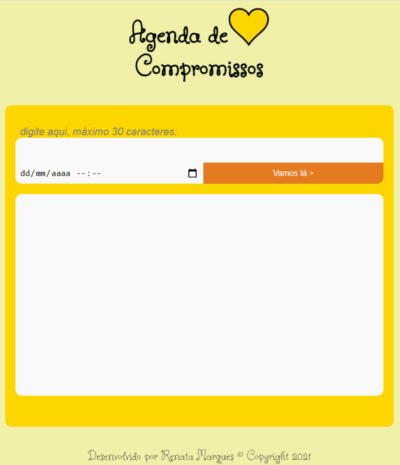 Agenda de
Compromissos
digite aqui, máximo 30 caracteres:
dd/mm/aaaa --:--
Vamos lá >
Desenvolvido por Renata Marques © Copyright 2021